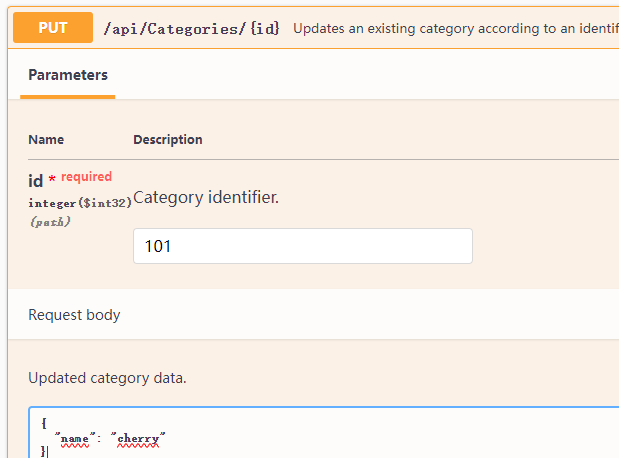 PUT /api/Categories/{id} Updates an existing category according to an
Parameters
Name Description
id * required
integer($int32) Category identifier.
(path)
101
Request body
Updated category data.
{
"name": "cherry"
}